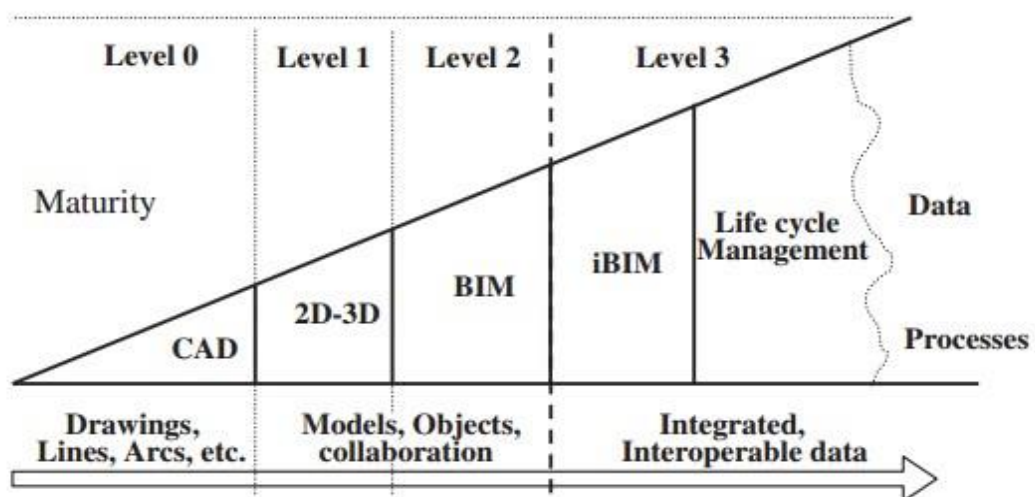 Level 0
Level 1
Level 2
Level 3
Maturity
CAD
2D-3D
BIM
iBIM
Life cycle
Management
Data
Processes
Drawings,
Lines, Arcs, etc.
Models, Objects,
collaboration
Integrated,
Interoperable data